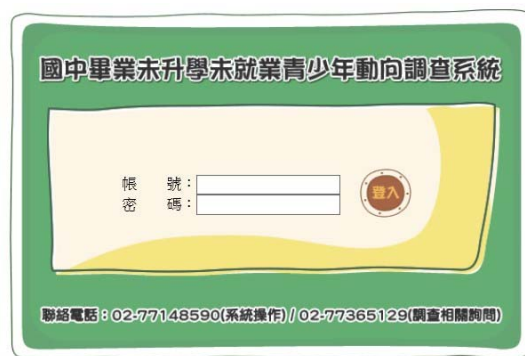 國中畢業未升學未就業青少年動向調查系統
帳　　號：
密　　碼：
登入
聯絡電話：02-77148590(系統操作) / 02-77365129(調查相關詢問)